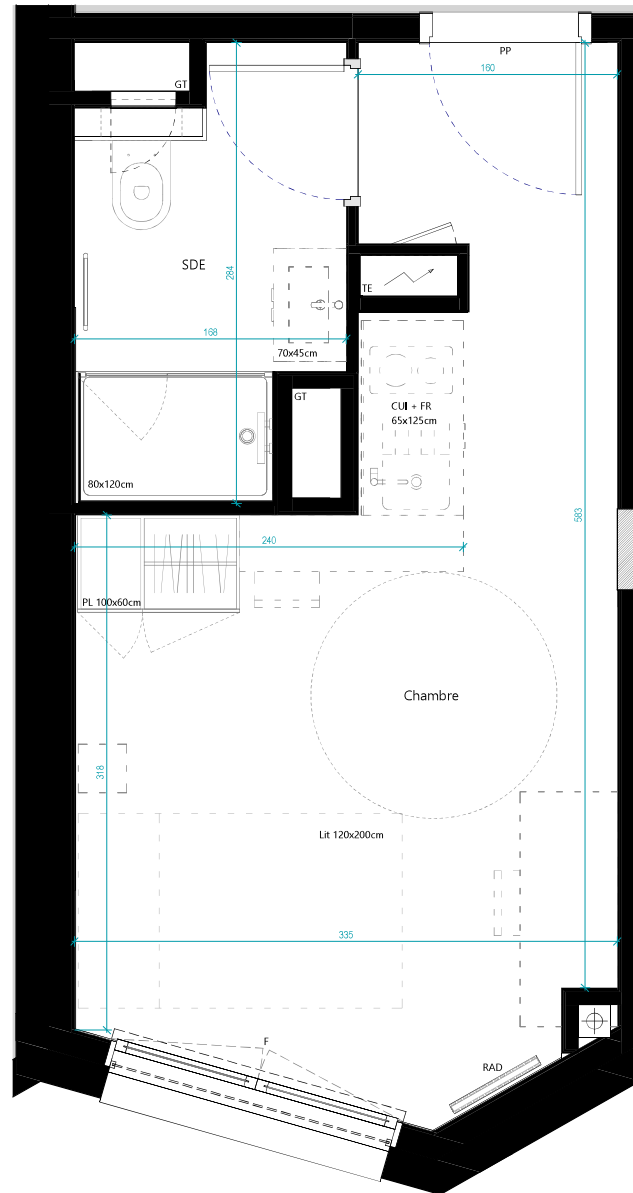 PP
160
GT
SDE
284
TE
168
70x45cm
GT
CUI + FR
65x125cm
80x120cm
583
240
PL 100x60cm
Chambre
318
Lit 120x200cm
335
F
RAD